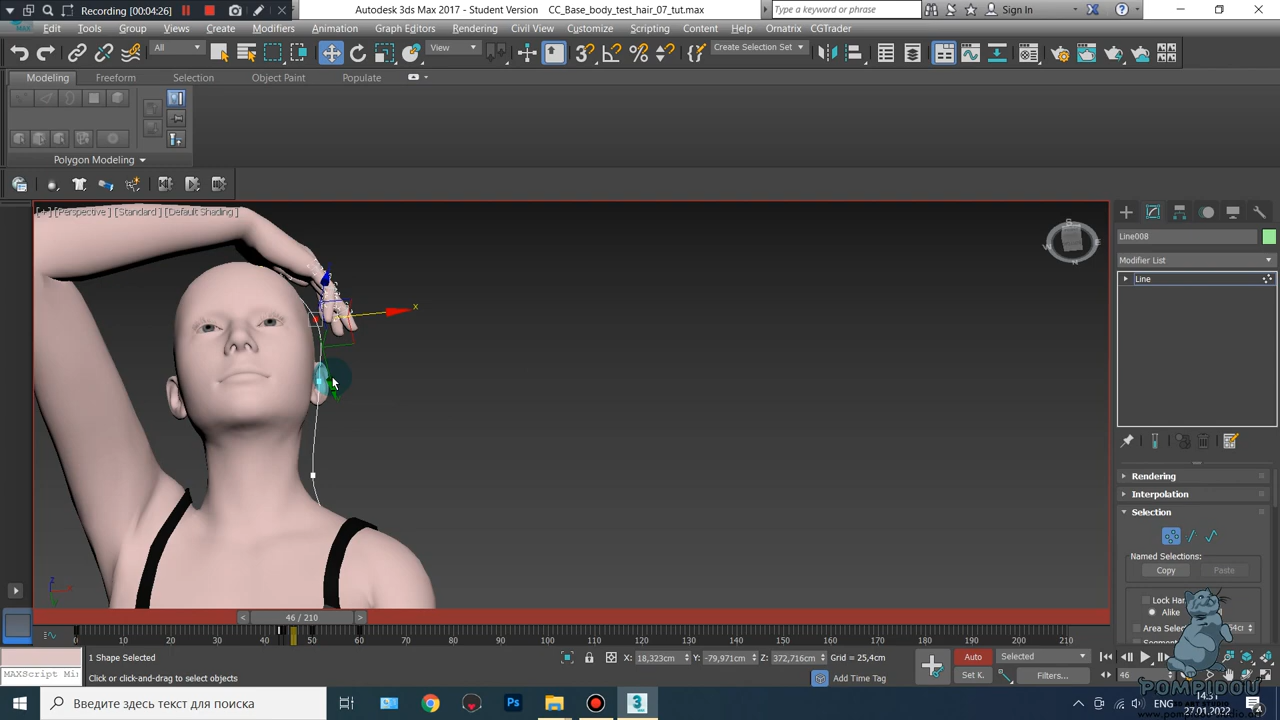 Recording [00:04:26]
Autodesk 3ds Max 2017 - Student Version
CC_Base_body_test_hair_07_tut.max
Type a keyword or phrase
Sign In
Edit
Tools
Group
Views
Create
Modifiers
Animation
Graph Editors
Rendering
Civil View
Customize
Scripting
Content
Help
Ornatrix
CGTrader
All
View
Create Selection Set
Modeling
Freeform
Selection
Object Paint
Populate
Polygon Modeling
[+] [Perspective ] [Standard ] [Default Shading ]
x
Line008
Modifier List
Line
Rendering
Interpolation
Selection
Named Selections:
Copy
Paste
Lock Har
Alike
Area Selec
46 / 210
0 10 20 30 40 50 60 70 80 90 100 110 120 130 140 150 160 170 180 190 200 210
1 Shape Selected
X: 18,323cm
Y: -79,971cm
Z: 372,716cm
Grid = 25,4cm
Auto
Selected
MAXScript Mi
Click or click-and-drag to select objects
Add Time Tag
Set K.
Filters...
46
POMPIDOU
Здесь введите текст для поиска
ENG
14:31
27.01.2022